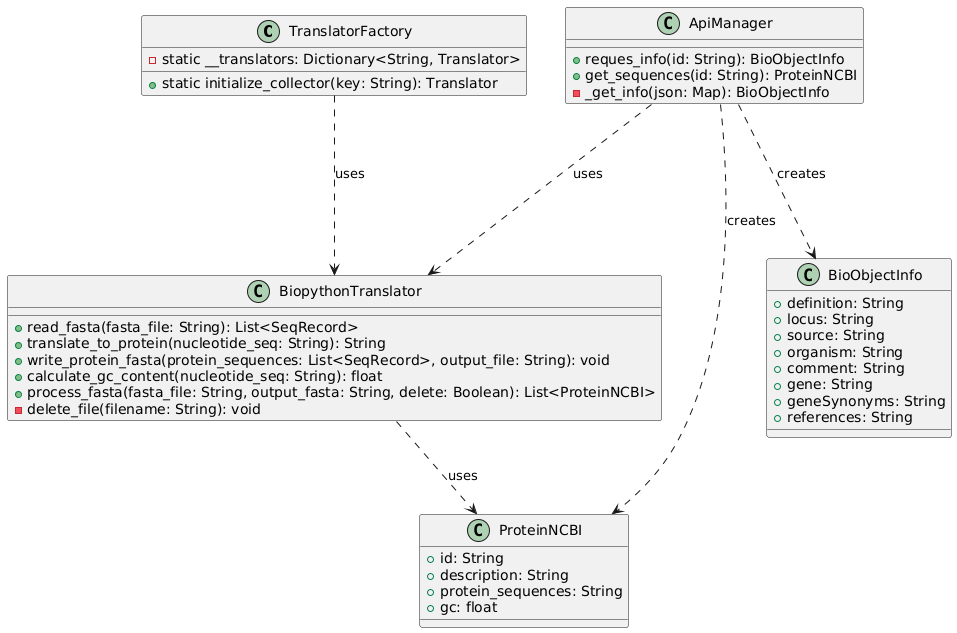 C TranslatorFactory
static __translators: Dictionary<String, Translator>
static initialize_collector(key: String): Translator
C ApiManager
reques_info(id: String): BioObjectInfo
get_sequences(id: String): ProteinNCBI
_get_info(json: Map): BioObjectInfo
uses
uses
creates
creates
C BiopythonTranslator
read_fasta(fasta_file: String): List<SeqRecord>
translate_to_protein(nucleotide_seq: String): String
write_protein_fasta(protein_sequences: List<SeqRecord>, output_file: String): void
calculate_gc_content(nucleotide_seq: String): float
process_fasta(fasta_file: String, output_fasta: String, delete: Boolean): List<ProteinNCBI>
delete_file(filename: String): void
C BioObjectInfo
definition: String
locus: String
source: String
organism: String
comment: String
gene: String
geneSynonyms: String
references: String
uses
C ProteinNCBI
id: String
description: String
protein_sequences: String
gc: float